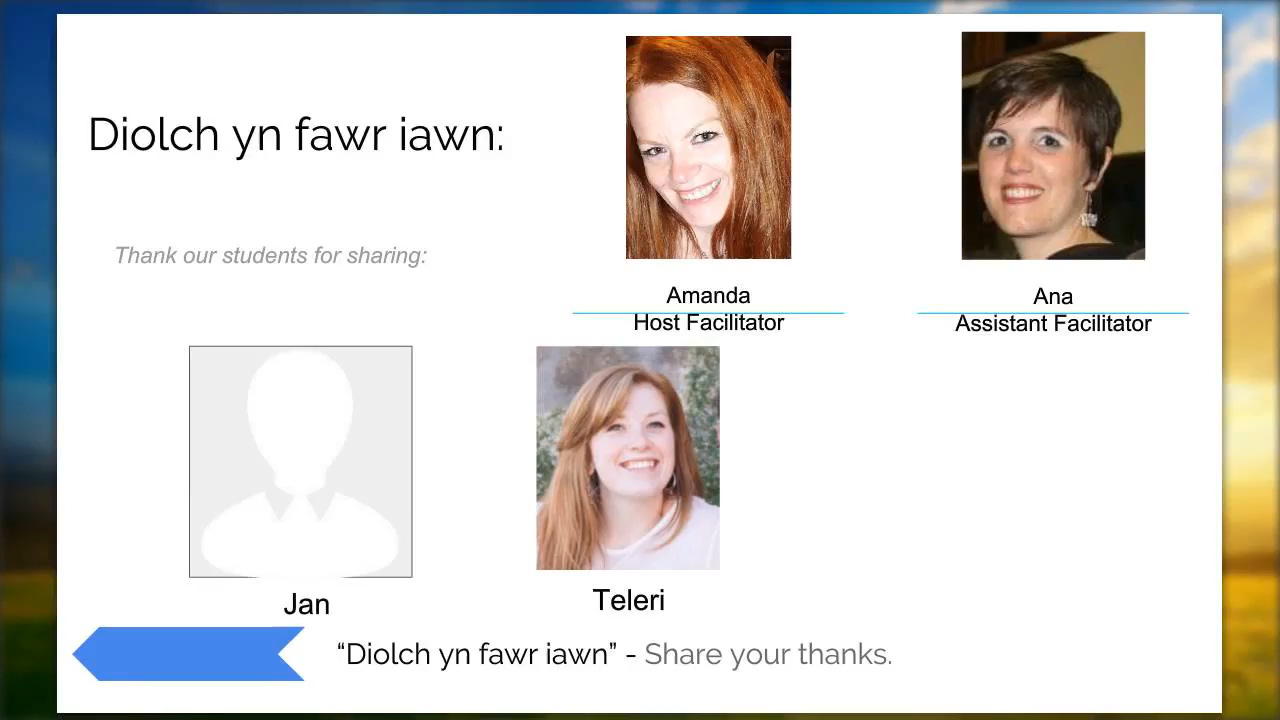 Diolch yn fawr iawn:
Thank our students for sharing:
Amanda
Host Facilitator
Ana
Assistant Facilitator
Jan
Teleri
“Diolch yn fawr iawn” - Share your thanks.